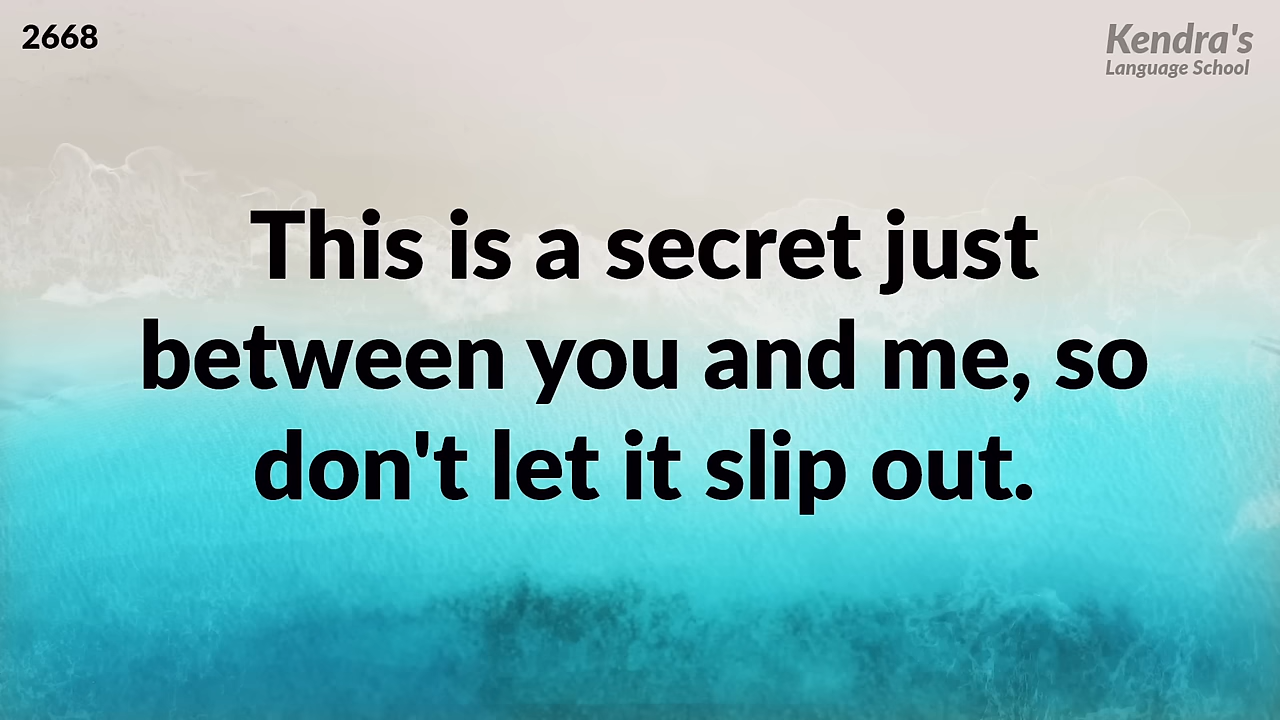 2668
Kendra's
Language School
This is a secret just
between you and me, so
don't let it slip out.